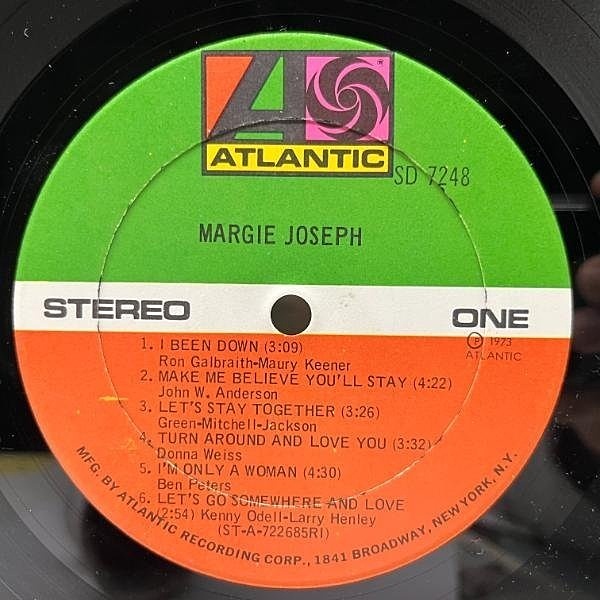 ATLANTIC
SD 7248
MARGIE JOSEPH
STEREO
ONE
1. I BEEN DOWN (3:09)
Ron Galbraith-Maury Keener
2. MAKE ME BELIEVE YOU'LL STAY (4:22)
John W. Anderson
3. LET'S STAY TOGETHER (3:26)
Green-Mitchell-Jackson
4. TURN AROUND AND LOVE YOU (3:32)
Donna Weiss
5. I'M ONLY A WOMAN (4:30)
Ben Peters
6. LET'S GO SOMEWHERE AND LOVE
(2:54) Kenny Odell-Larry Henley
(ST-A-722685RI)
Ⓟ 1973
ATLANTIC
MFG. BY ATLANTIC RECORDING CORP., 1841 BROADWAY, NEW YORK, N.Y.